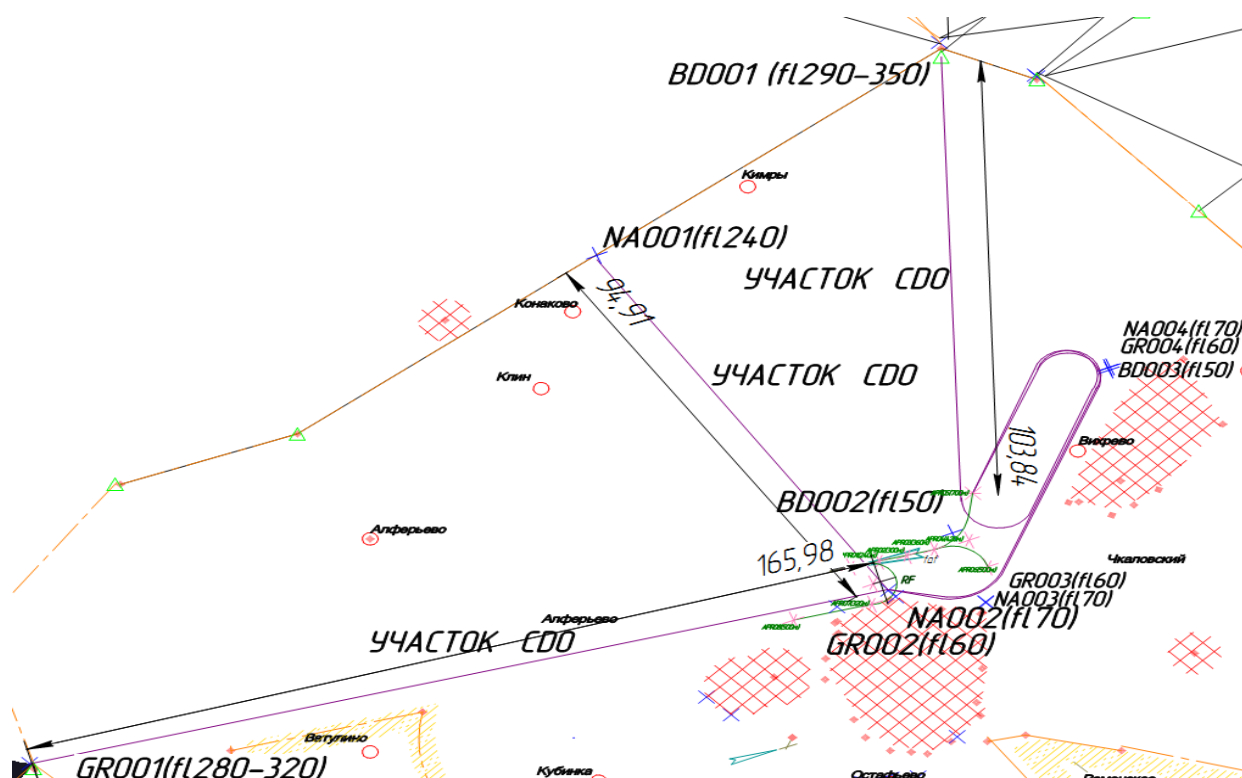 BD001 (fl290-350)
Кимры
NA001(fl240)
УЧАСТОК CDO
94,91
Конаково
NA004(fl70)
GR004(fl60)
BD003(fl50)
Клин
УЧАСТОК CDO
103,84
Вихрево
BD002(fl50)
Алферьево
165,98
Чкаловский
RF
GR003(fl60)
NA003(fl70)
NA002(fl70)
Алферьево
GR002(fl60)
УЧАСТОК CDO
Ватулино
GR001(fl280-320)
Кубинка
Остафьево
Раменское